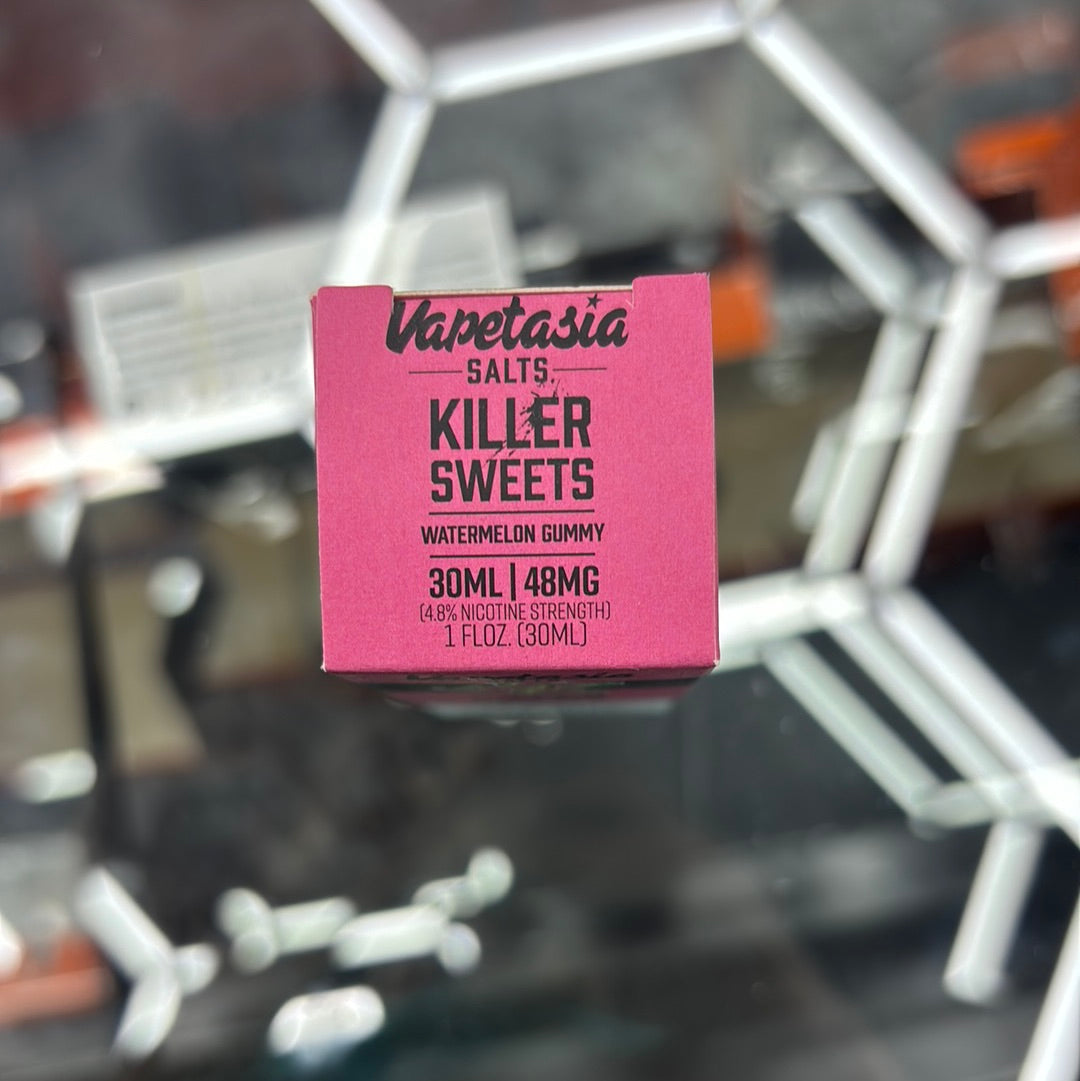 Vapetasia
SALTS
KILLER
SWEETS
WATERMELON GUMMY
30ML | 48MG
(4.8% NICOTINE STRENGTH)
1 FLOZ. (30ML)